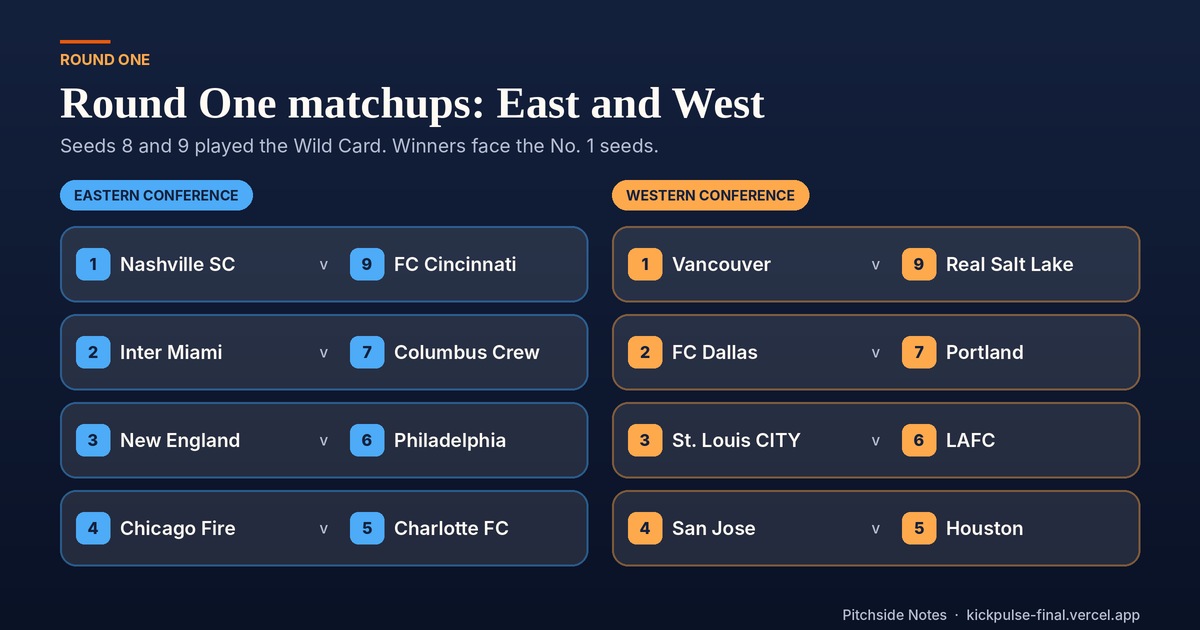 ROUND ONE
Round One matchups: East and West
Seeds 8 and 9 played the Wild Card. Winners face the No. 1 seeds.
EASTERN CONFERENCE
1 Nashville SC v 9 FC Cincinnati
2 Inter Miami v 7 Columbus Crew
3 New England v 6 Philadelphia
4 Chicago Fire v 5 Charlotte FC
WESTERN CONFERENCE
1 Vancouver v 9 Real Salt Lake
2 FC Dallas v 7 Portland
3 St. Louis CITY v 6 LAFC
4 San Jose v 5 Houston
Pitchside Notes · kickpulse-final.vercel.app